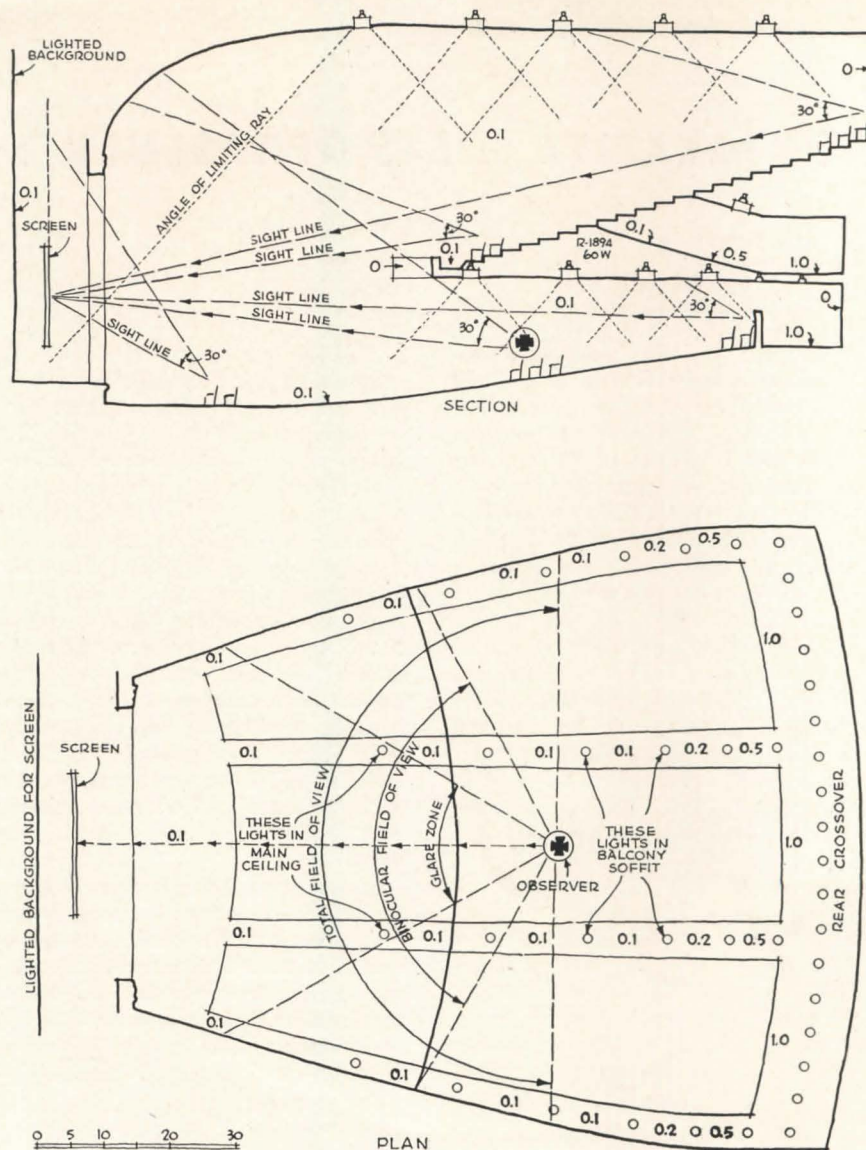 LIGHTED
BACKGROUND
0
30°
0.1
ANGLE OF LIMITING RAY
0.1
SCREEN
SIGHT LINE
SIGHT LINE
30°
0.1
0
R-1894
60W
0.1
0.5
1.0
SIGHT LINE
SIGHT LINE
0.1
30°
0
SIGHT LINE
30°
30°
1.0
0.1
SECTION
0.1
0.1
0.1
0.1
0.2
0.5
1.0
LIGHTED BACKGROUND FOR SCREEN
SCREEN
0.1
0.1
0.1
0.1
0.2
0.5
TOTAL FIELD OF VIEW
BINOCULAR FIELD OF VIEW
GLARE ZONE
0.1
THESE
LIGHTS IN
MAIN
CEILING
OBSERVER
THESE
LIGHTS IN
BALCONY
SOFFIT
1.0
REAR CROSSOVER
0.1
0.1
0.1
0.1
0.2
0.5
0.1
1.0
0.1
0.1
0.2
0.5
0 5 10 20 30
PLAN